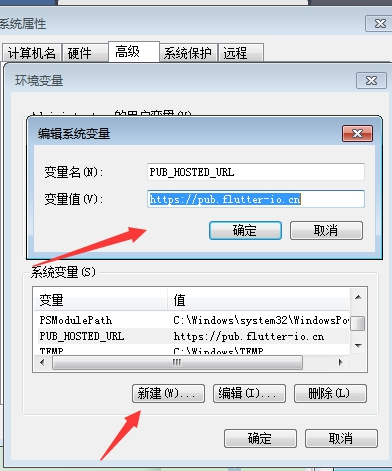 系统属性
计算机名 硬件 高级 系统保护 远程
环境变量
的用户变量(U)
编辑系统变量
变量名(N): PUB_HOSTED_URL
变量值(V): https://pub.flutter-io.cn
确定 取消
系统变量(S)
变量 值
PSModulePath C:\Windows\system32\WindowsPow
PUB_HOSTED_URL https://pub.flutter-io.cn
TEMP C:\Windows\TEMP
新建(W)... 编辑(I)... 删除(L)
确定 取消